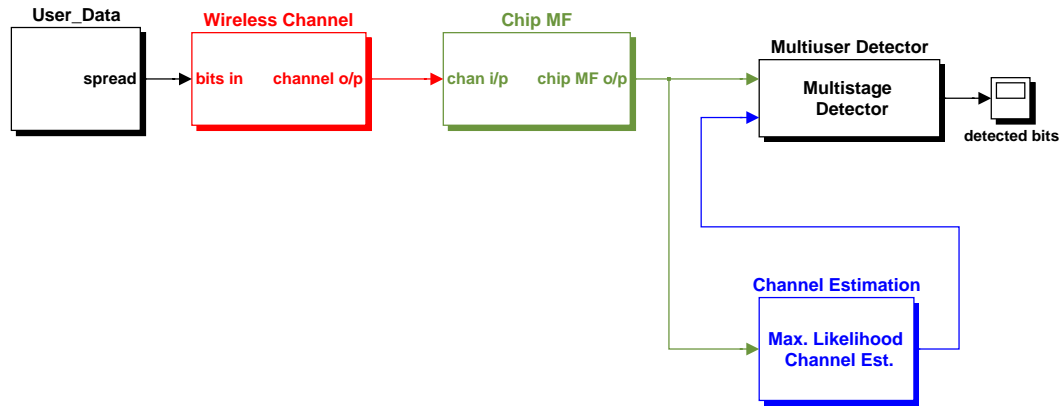 User_Data
spread
Wireless Channel
bits in
channel o/p
Chip MF
chan i/p
chip MF o/p
Multiuser Detector
Multistage
Detector
detected bits
Channel Estimation
Max. Likelihood
Channel Est.